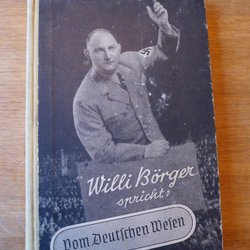 Willi Börger
spricht:
Vom Deutschen Wesen